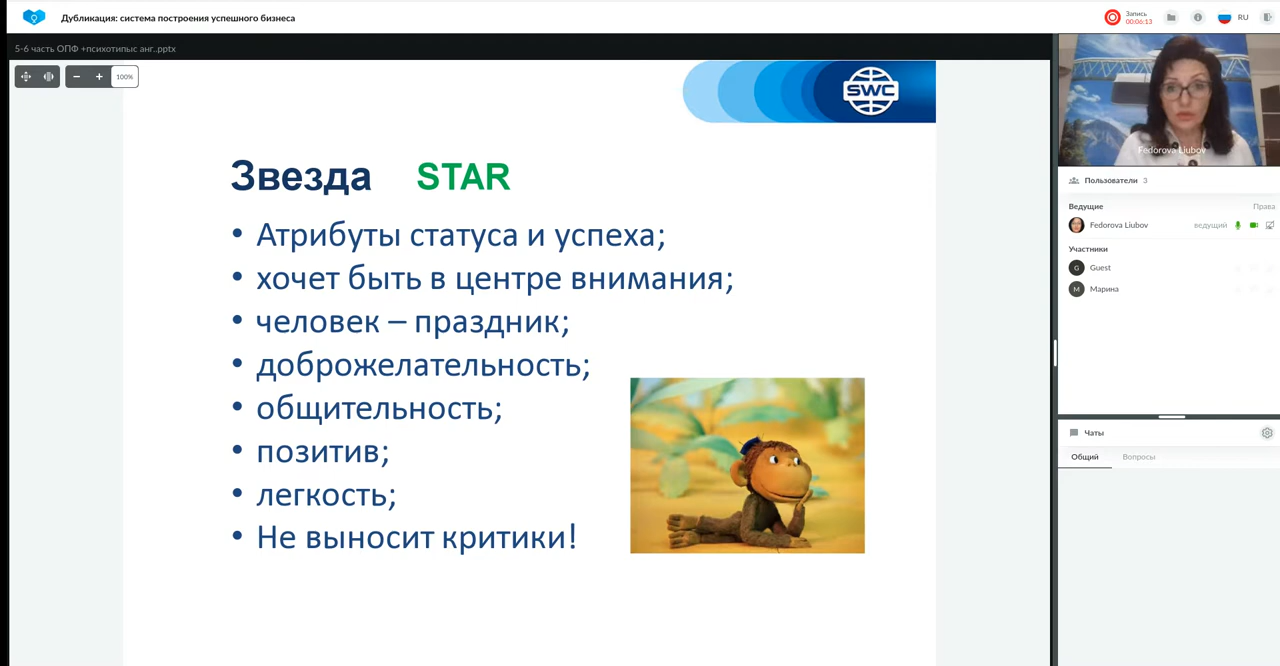 Дубликация: система построения успешного бизнеса
Запись
00:06:13
RU
5-6 часть ОПФ +психотипыс анг..pptx
100%
SWC
Fedorova Liubov
Звезда STAR
• Атрибуты статуса и успеха;
• хочет быть в центре внимания;
• человек – праздник;
• доброжелательность;
• общительность;
• позитив;
• легкость;
• Не выносит критики!
Пользователи 3
Ведущие Права
Fedorova Liubov ведущий
Участники
G Guest
М Марина
Чаты
Общий Вопросы